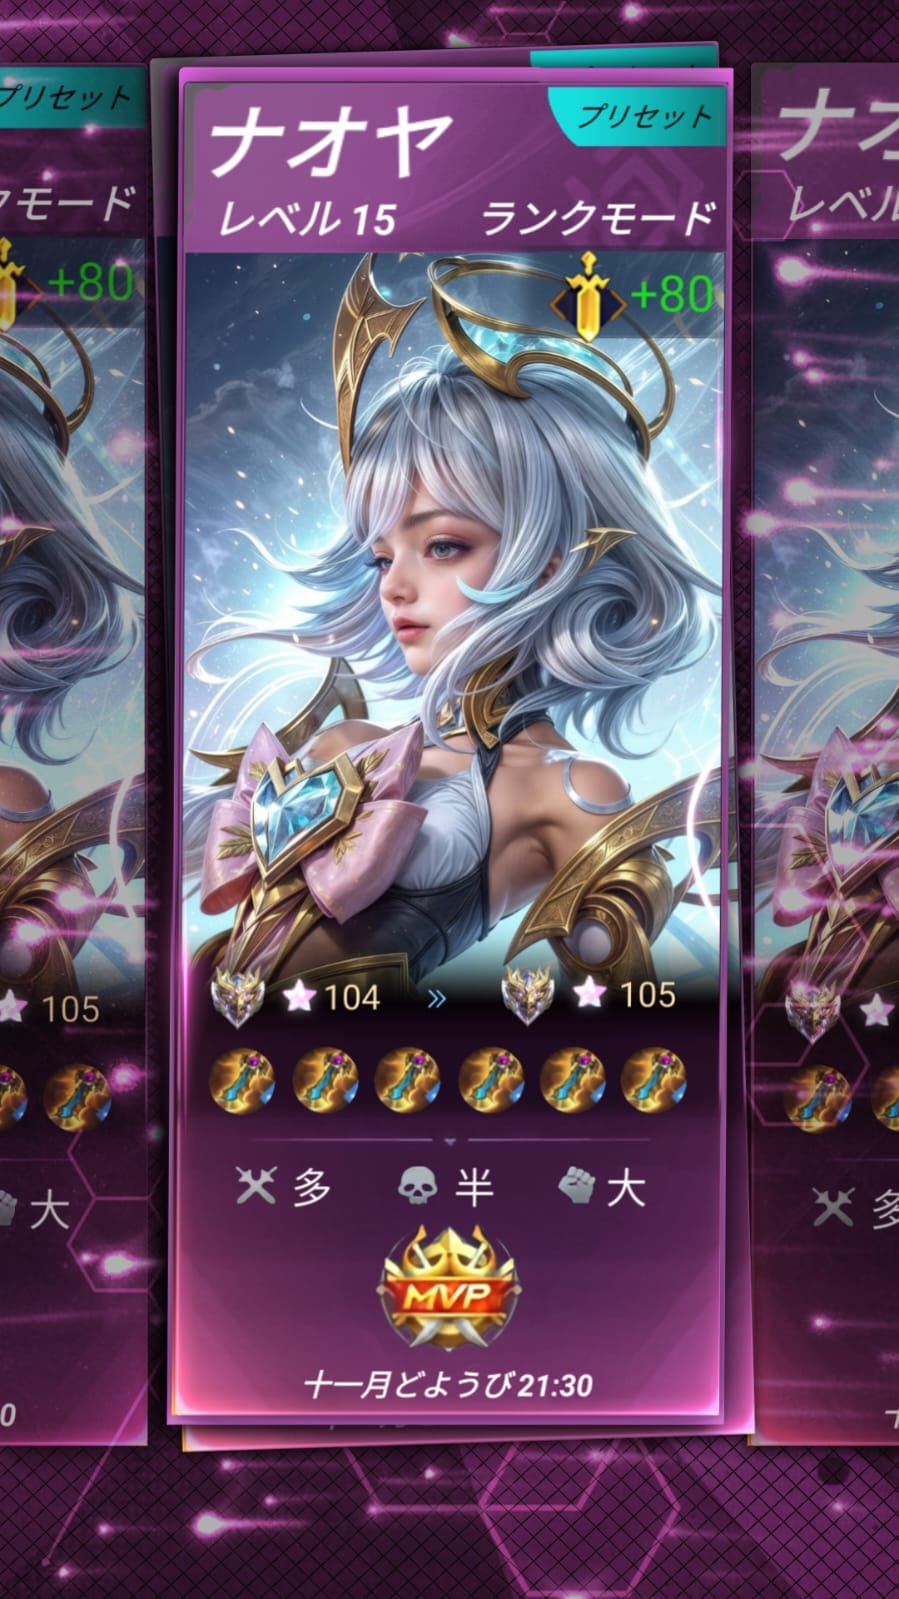 プリセット
ナオヤ
プリセット
ナオ
クモード
レベル 15
ランクモード
レベル
+80
+80
105
104
»
105
大
多
半
大
多
MVP
十一月どようび21:30
0